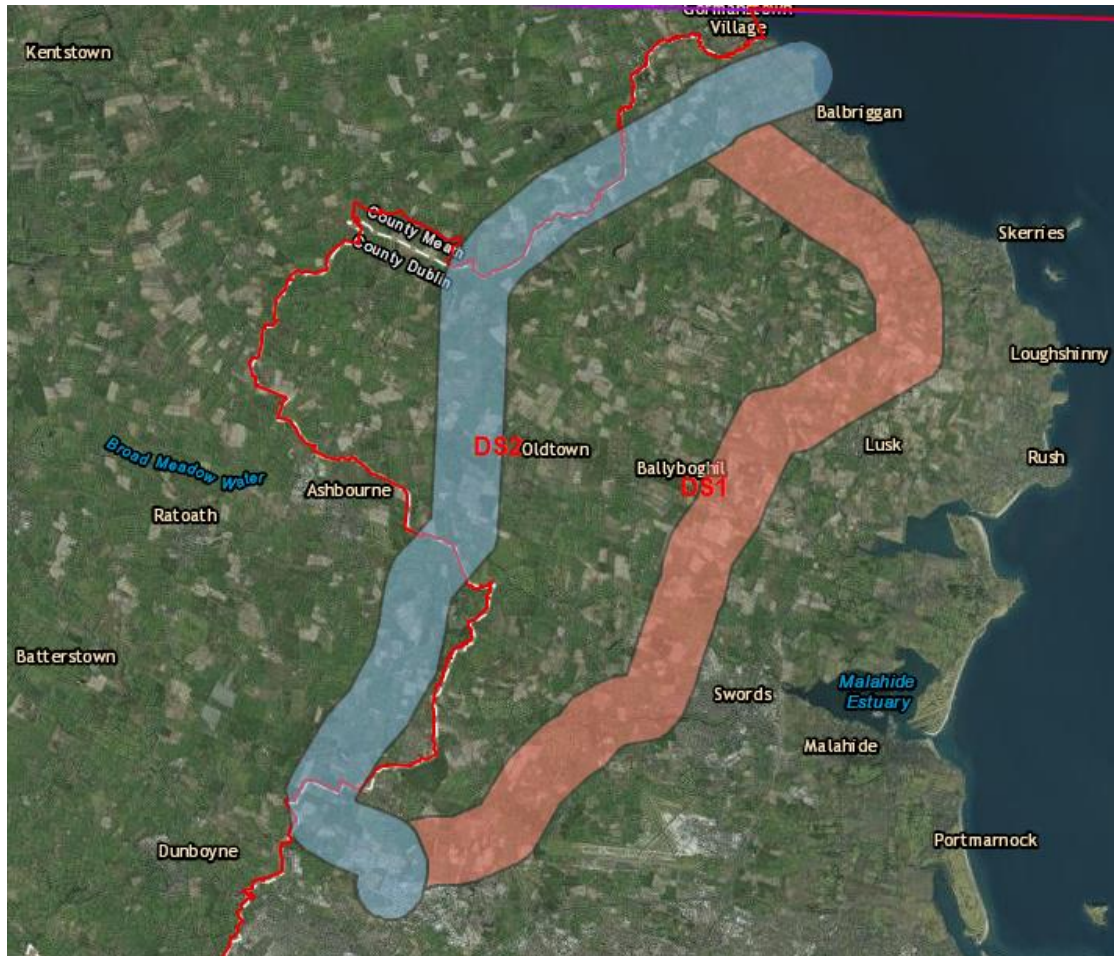 Gormanstown
Village
Kentstown
Balbriggan
County Meath
County Dublin
Skerries
Loughshinny
DS2 Oldtown
Lusk
Rush
Ballyboghil
DS1
Broad Meadow Water
Ashbourne
Ratoath
Batterstown
Swords
Malahide
Estuary
Malahide
Portmarnock
Dunboyne